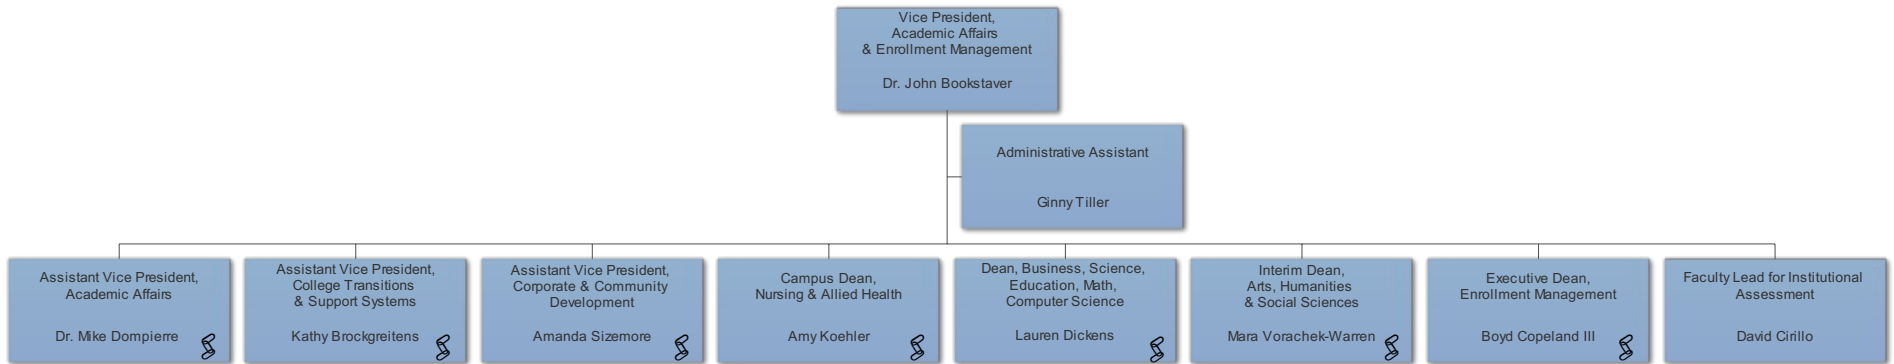 Vice President,
Academic Affairs
& Enrollment Management
Dr. John Bookstaver
Administrative Assistant
Ginny Tiller
Assistant Vice President,
Academic Affairs
Dr. Mike Dompierre
Assistant Vice President,
College Transitions
& Support Systems
Kathy Brockgreitens
Assistant Vice President,
Corporate & Community
Development
Amanda Sizemore
Campus Dean,
Nursing & Allied Health
Amy Koehler
Dean, Business, Science,
Education, Math,
Computer Science
Lauren Dickens
Interim Dean,
Arts, Humanities
& Social Sciences
Mara Vorachek-Warren
Executive Dean,
Enrollment Management
Boyd Copeland III
Faculty Lead for Institutional
Assessment
David Cirillo